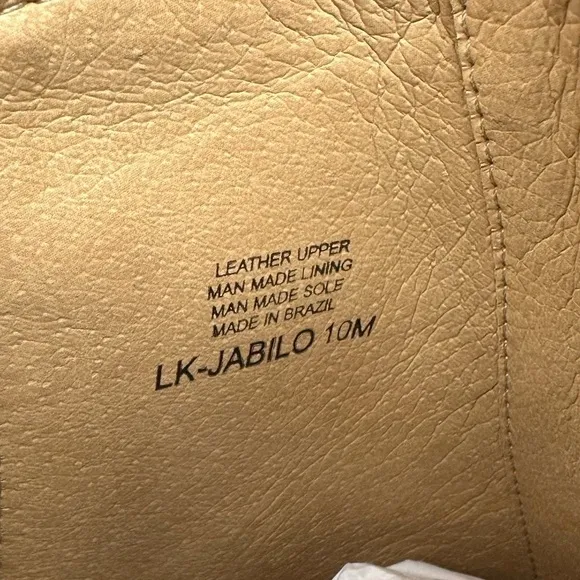 LEATHER UPPER
MAN MADE LINING
MAN MADE SOLE
MADE IN BRAZIL
LK-JABILO 10M